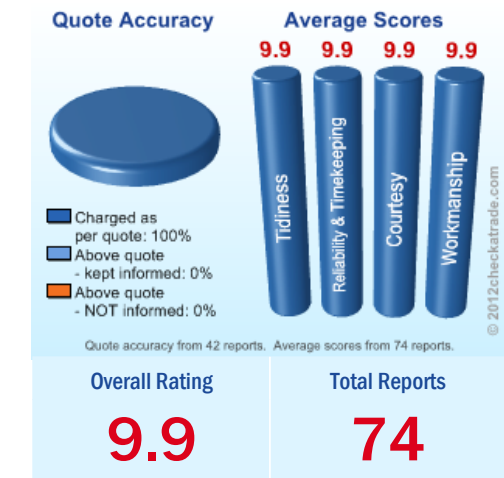 Quote Accuracy
Charged as
per quote: 100%
Above quote
- kept informed: 0%
Above quote
- NOT informed: 0%
Average Scores
9.9 9.9 9.9 9.9
Tidiness
Reliability & Timekeeping
Courtesy
Workmanship
© 2012checkatrade.com
Quote accuracy from 42 reports. Average scores from 74 reports.
Overall Rating
9.9
Total Reports
74